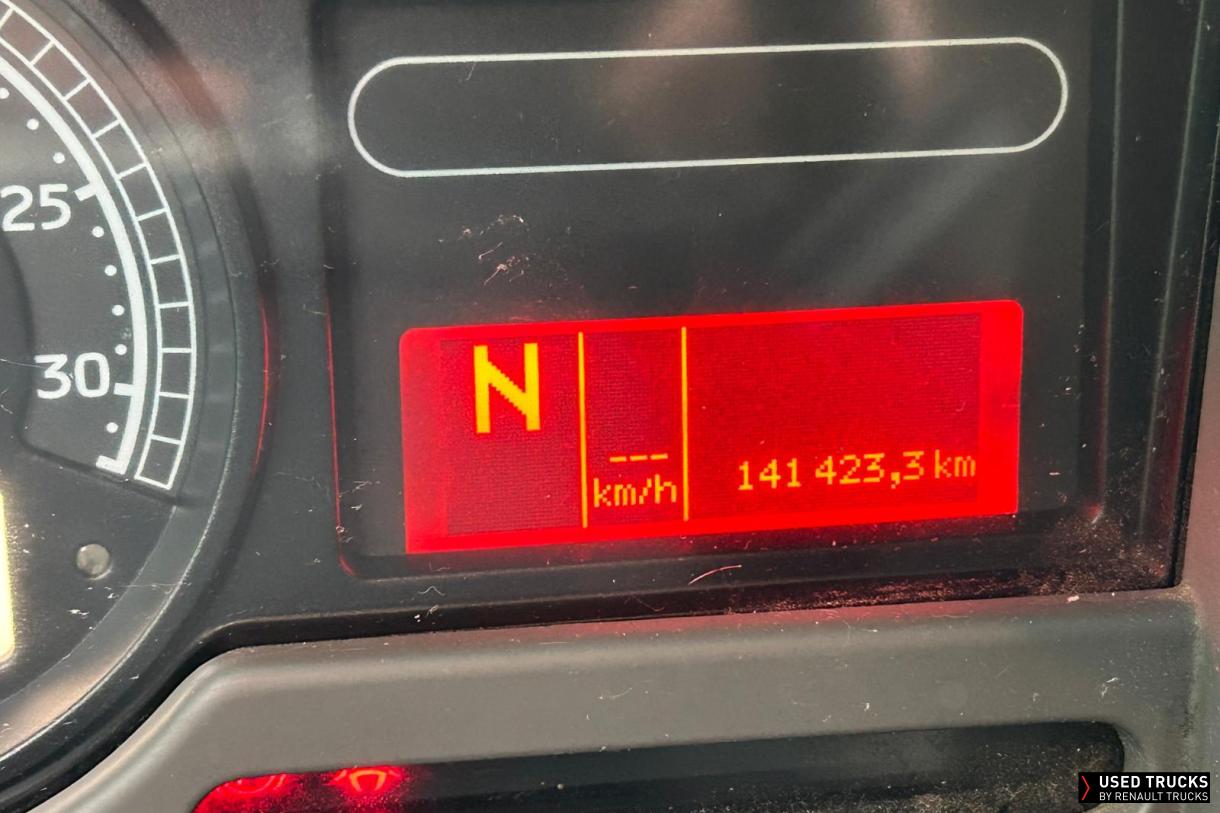 25
30
N
---
km/h
141 423,3 km
USED TRUCKS
BY RENAULT TRUCKS